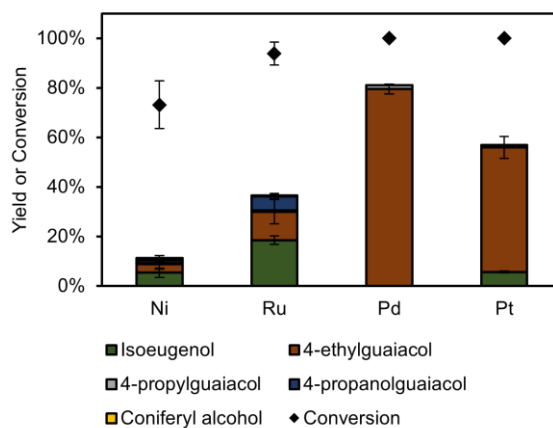 100%
80%
60%
40%
20%
0%
Yield or Conversion
Ni Ru Pd Pt
Isoeugenol 4-ethylguaiacol
4-propylguaiacol 4-propanolguaiacol
Coniferyl alcohol Conversion